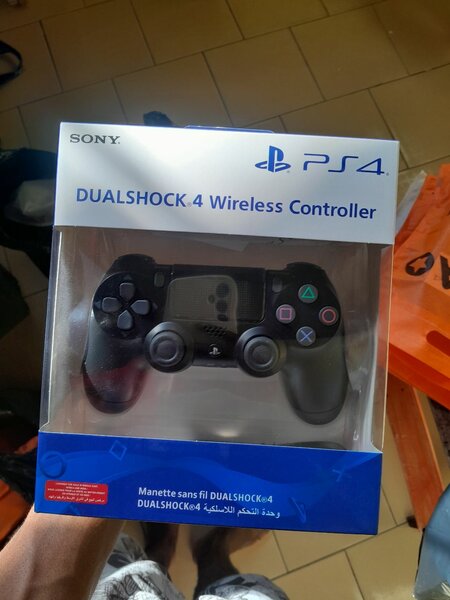 SONY
PS4
DUALSHOCK®4 Wireless Controller
Manette sans fil DUALSHOCK®4
وحدة التحكم اللاسلكية DUALSHOCK®4